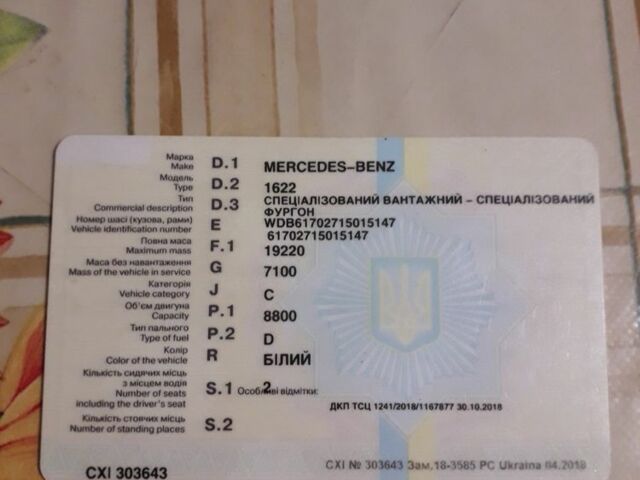 Марка D.1 MERCEDES-BENZ
Make
Модель D.2 1622
Type
Тип D.3 СПЕЦІАЛІЗОВАНИЙ ВАНТАЖНИЙ - СПЕЦІАЛІЗОВАНИЙ
Commercial description ФУРГОН
Номер шасі (кузова, рами) E WDB61702715015147
Vehicle identification number 61702715015147
Повна маса F.1 19220
Maximum mass
Маса без навантаження G 7100
Mass of the vehicle in service
Категорія J C
Vehicle category
Об'єм двигуна P.1 8800
Capacity
Тип пального P.2 D
Type of fuel
Колір R БІЛИЙ
Color of the vehicle
Кількість сидячих місць
з місцем водія S.1 Особливі відмітки: 2
Number of seats
including the driver's seat ДКП ТСЦ 1241/2018/1167877 30.10.2018
Кількість стоячих місць S.2
Number of standing places
CXI 303643 CXI № 303643 Зам.18-3585 PC Ukraina 04.2018